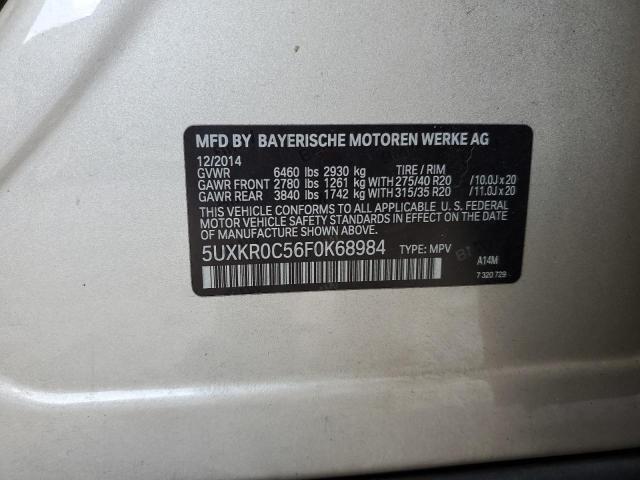 MFD BY BAYERISCHE MOTOREN WERKE AG
12/2014
GVWR 6460 lbs 2930 kg TIRE / RIM
GAWR FRONT 2780 lbs 1261 kg WITH 275/40 R20 /10.0J x 20
GAWR REAR 3840 lbs 1742 kg WITH 315/35 R20 /11.0J x 20
THIS VEHICLE CONFORMS TO ALL APPLICABLE U. S. FEDERAL
MOTOR VEHICLE SAFETY STANDARDS IN EFFECT ON THE DATE
OF MANUFACTURE SHOWN ABOVE.
5UXKR0C56F0K68984 TYPE: MPV
A14M
7 320 729